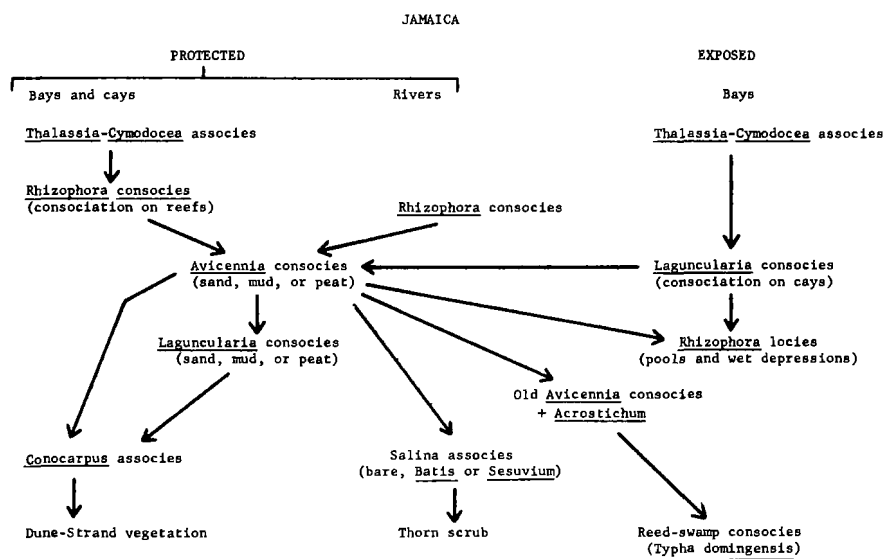 JAMAICA
PROTECTED
EXPOSED
Bays and cays
Rivers
Bays
Thalassia-Cymodocea associes
Thalassia-Cymodocea associes
Rhizophora consocies
(consociation on reefs)
Rhizophora consocies
Avicennia consocies
(sand, mud, or peat)
Laguncularia consocies
(consociation on cays)
Laguncularia consocies
(sand, mud, or peat)
Rhizophora locies
(pools and wet depressions)
Old Avicennia consocies
+ Acrostichum
Conocarpus associes
Salina associes
(bare, Batis or Sesuvium)
Dune-Strand vegetation
Thorn scrub
Reed-swamp consocies
(Typha domingensis)